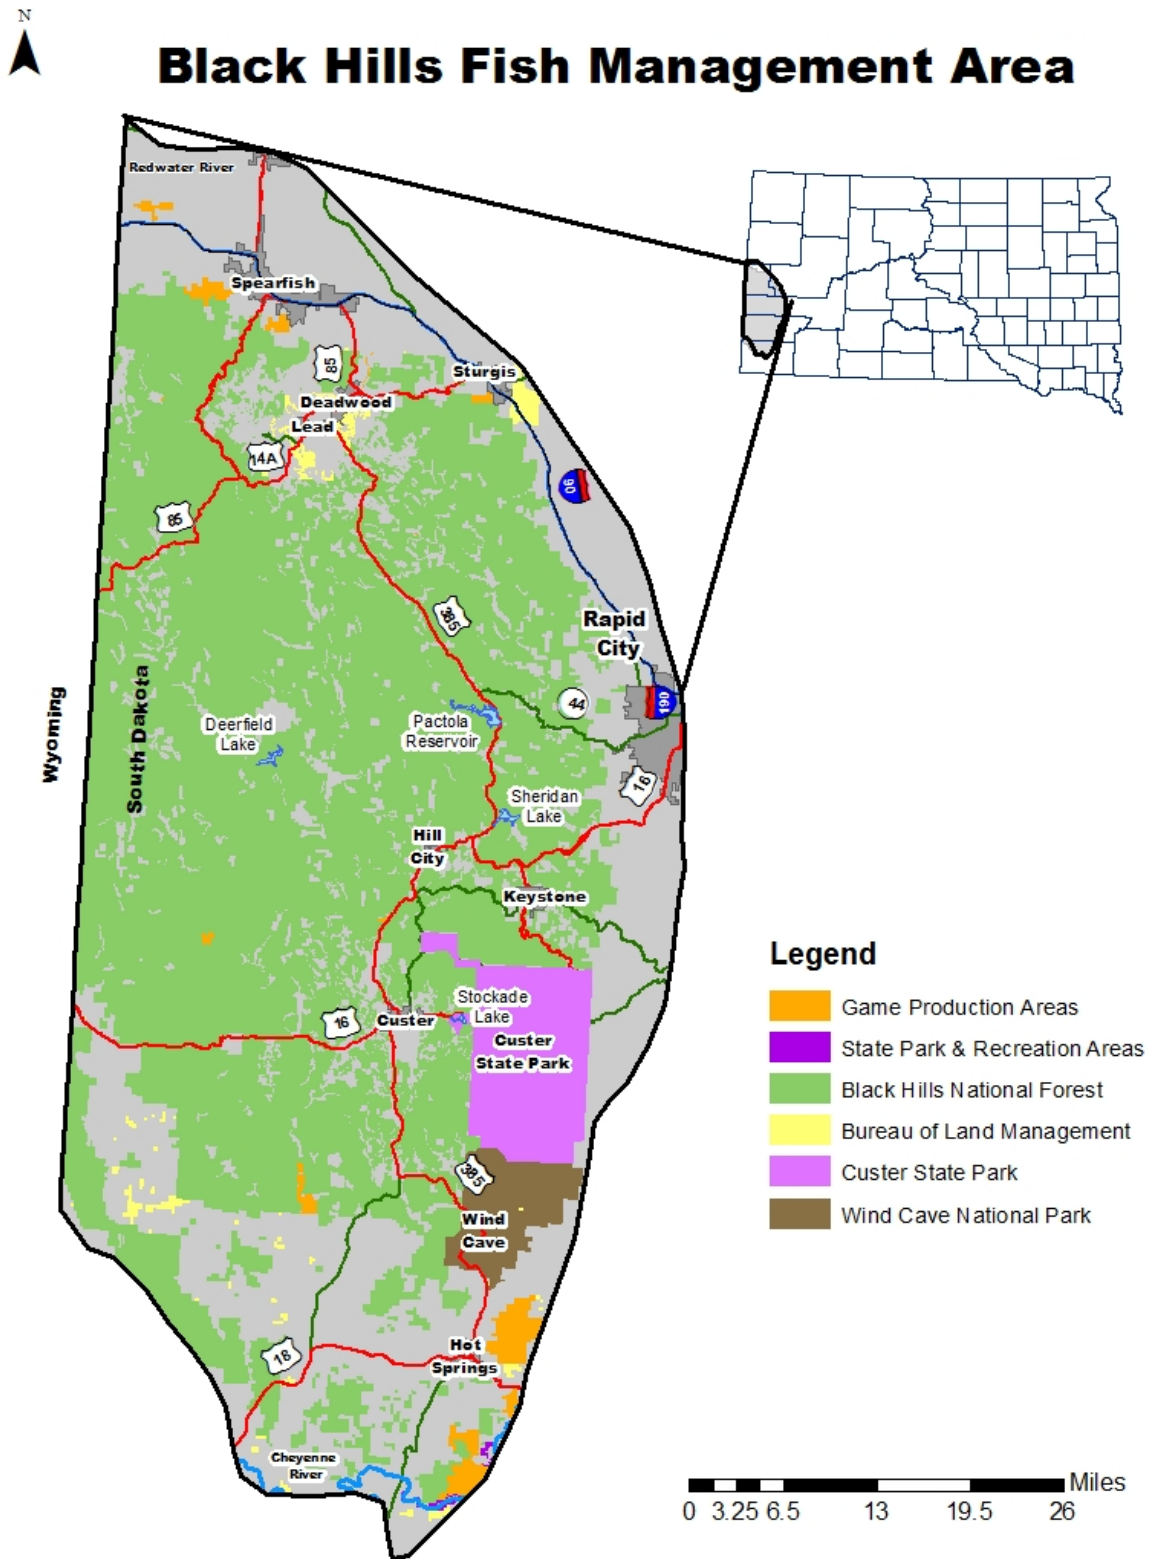 N
Black Hills Fish Management Area
Redwater River
Spearfish
85
Sturgis
Deadwood
Lead
14A
90
85
385
Rapid
City
190
44
Wyoming
South Dakota
Deerfield
Lake
Pactola
Reservoir
16
Sheridan
Lake
Hill
City
Keystone
Stockade
Lake
16
Custer
Custer
State Park
385
Wind
Cave
18
Hot
Springs
Cheyenne
River
Legend
Game Production Areas
State Park & Recreation Areas
Black Hills National Forest
Bureau of Land Management
Custer State Park
Wind Cave National Park
Miles
0 3.25 6.5 13 19.5 26